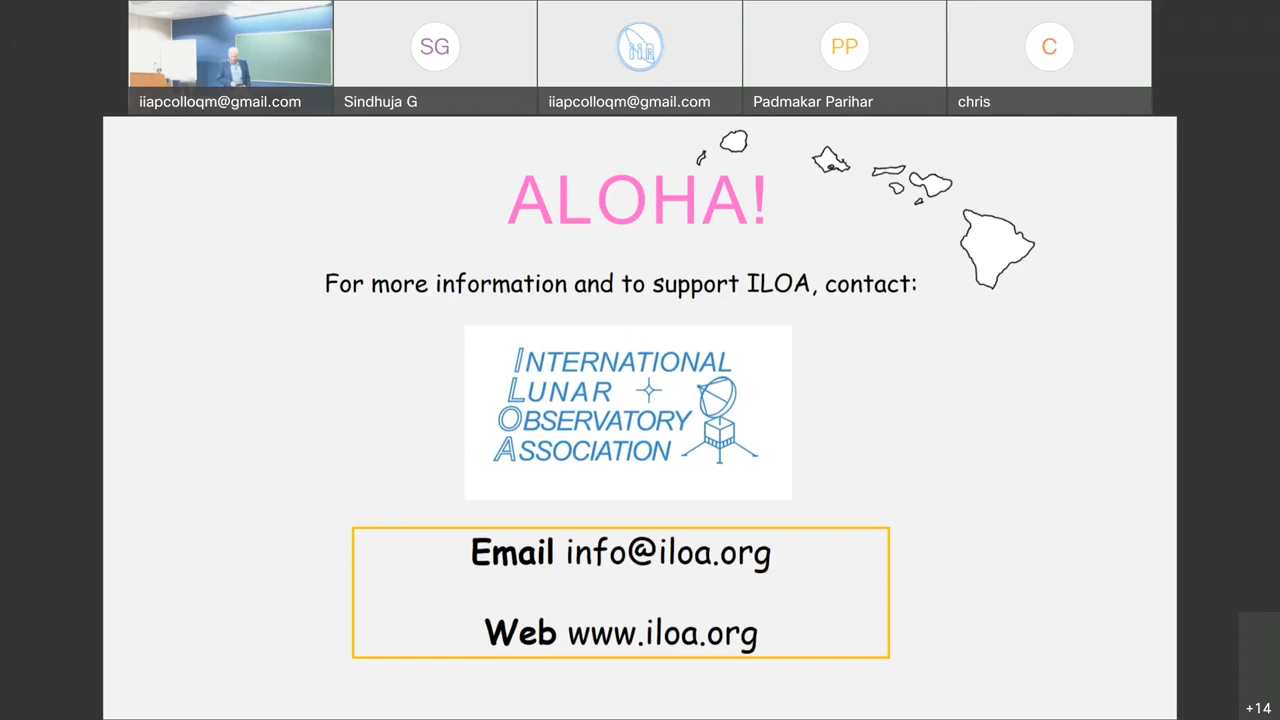 SG
iiA
PP
C
iiapcolloqm@gmail.com
Sindhuja G
iiapcolloqm@gmail.com
Padmakar Parihar
chris
ALOHA!
For more information and to support ILOA, contact:
INTERNATIONAL
LUNAR
OBSERVATORY
ASSOCIATION
Email info@iloa.org
Web www.iloa.org
+14